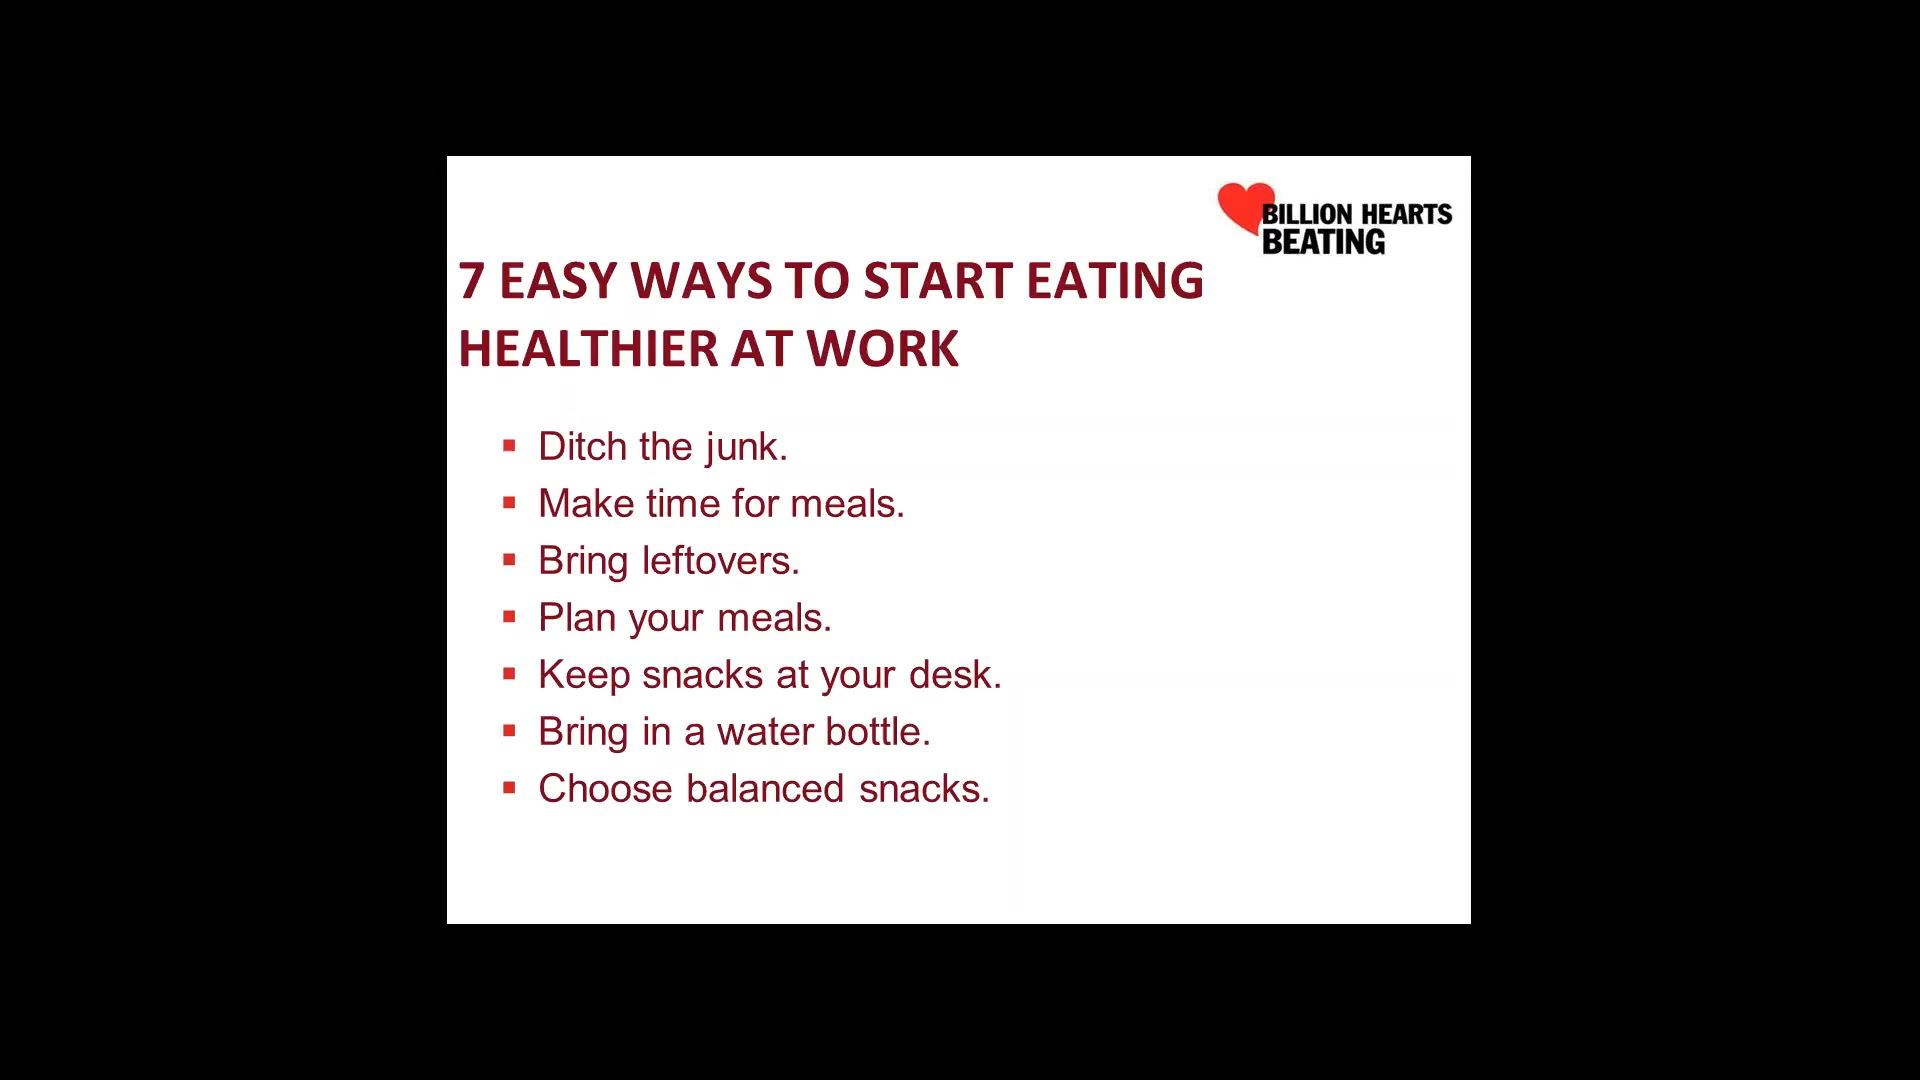 BILLION HEARTS
BEATING
7 EASY WAYS TO START EATING
HEALTHIER AT WORK
Ditch the junk.
Make time for meals.
Bring leftovers.
Plan your meals.
Keep snacks at your desk.
Bring in a water bottle.
Choose balanced snacks.